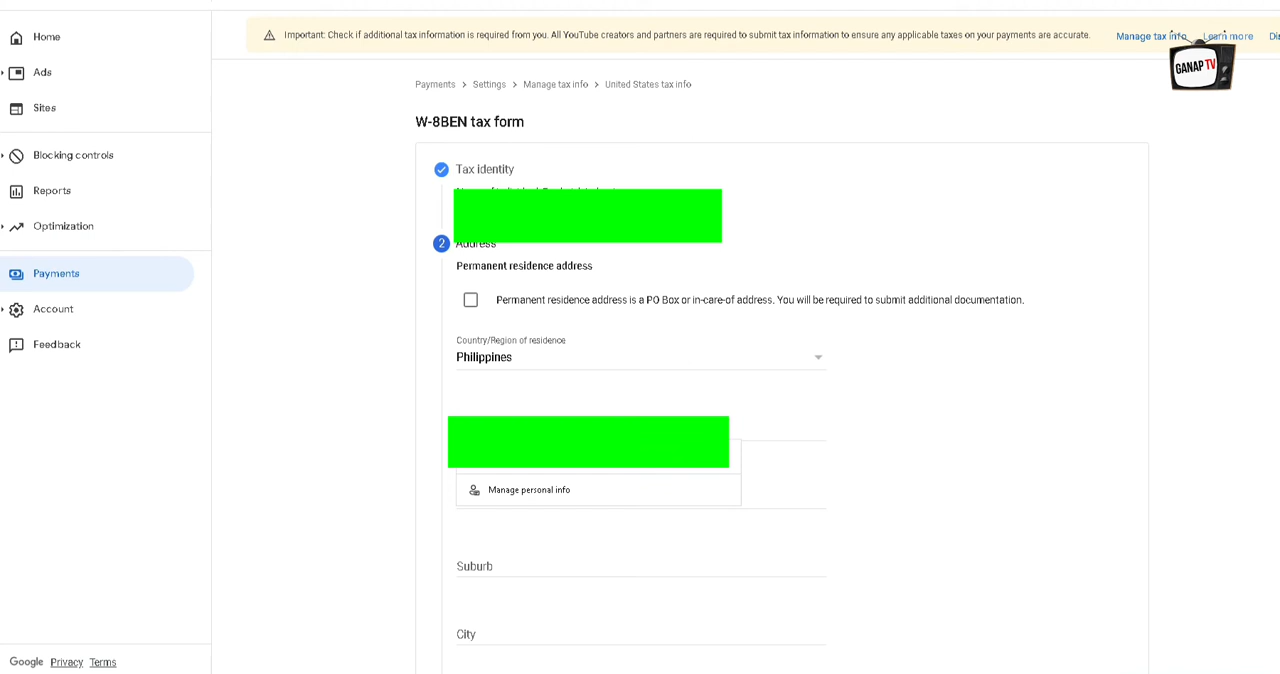 Home
Ads
Sites
Blocking controls
Reports
Optimization
Payments
Account
Feedback
Google Privacy Terms
Important: Check if additional tax information is required from you. All YouTube creators and partners are required to submit tax information to ensure any applicable taxes on your payments are accurate.
Manage tax info Learn more
GANAP TV
Payments > Settings > Manage tax info > United States tax info
W-8BEN tax form
Tax identity
2 Address
Permanent residence address
Permanent residence address is a PO Box or in-care-of address. You will be required to submit additional documentation.
Country/Region of residence
Philippines
Manage personal info
Suburb
City